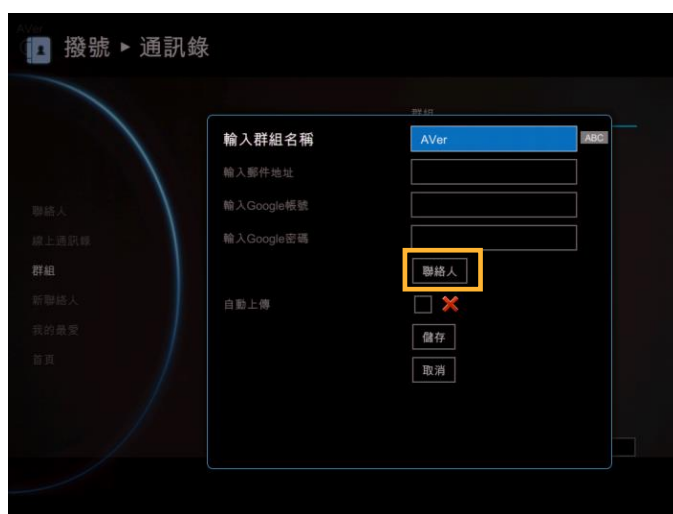 AVer
撥號 ▸ 通訊錄
群組
輸入群組名稱 AVer ABC
輸入郵件地址
輸入Google帳號
輸入Google密碼
聯絡人
自動上傳
儲存
取消
聯絡人
線上通訊錄
群組
新聯絡人
我的最愛
首頁